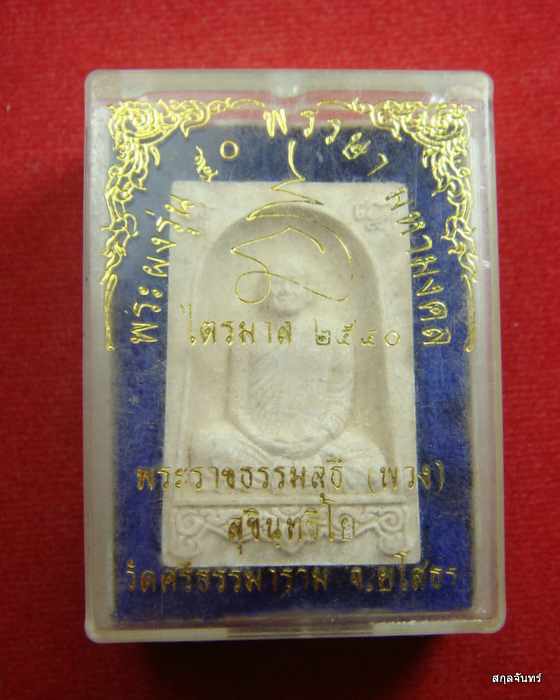 พระผงรุ่น ๕๐ พรรษา มหามงคล
ไตรมาส ๒๕๔๐
พระราชธรรมสุธี (พวง)
สุขินฺทริโย
วัดศรีธรรมาราม จ.ยโสธร
สกุลจันทร์